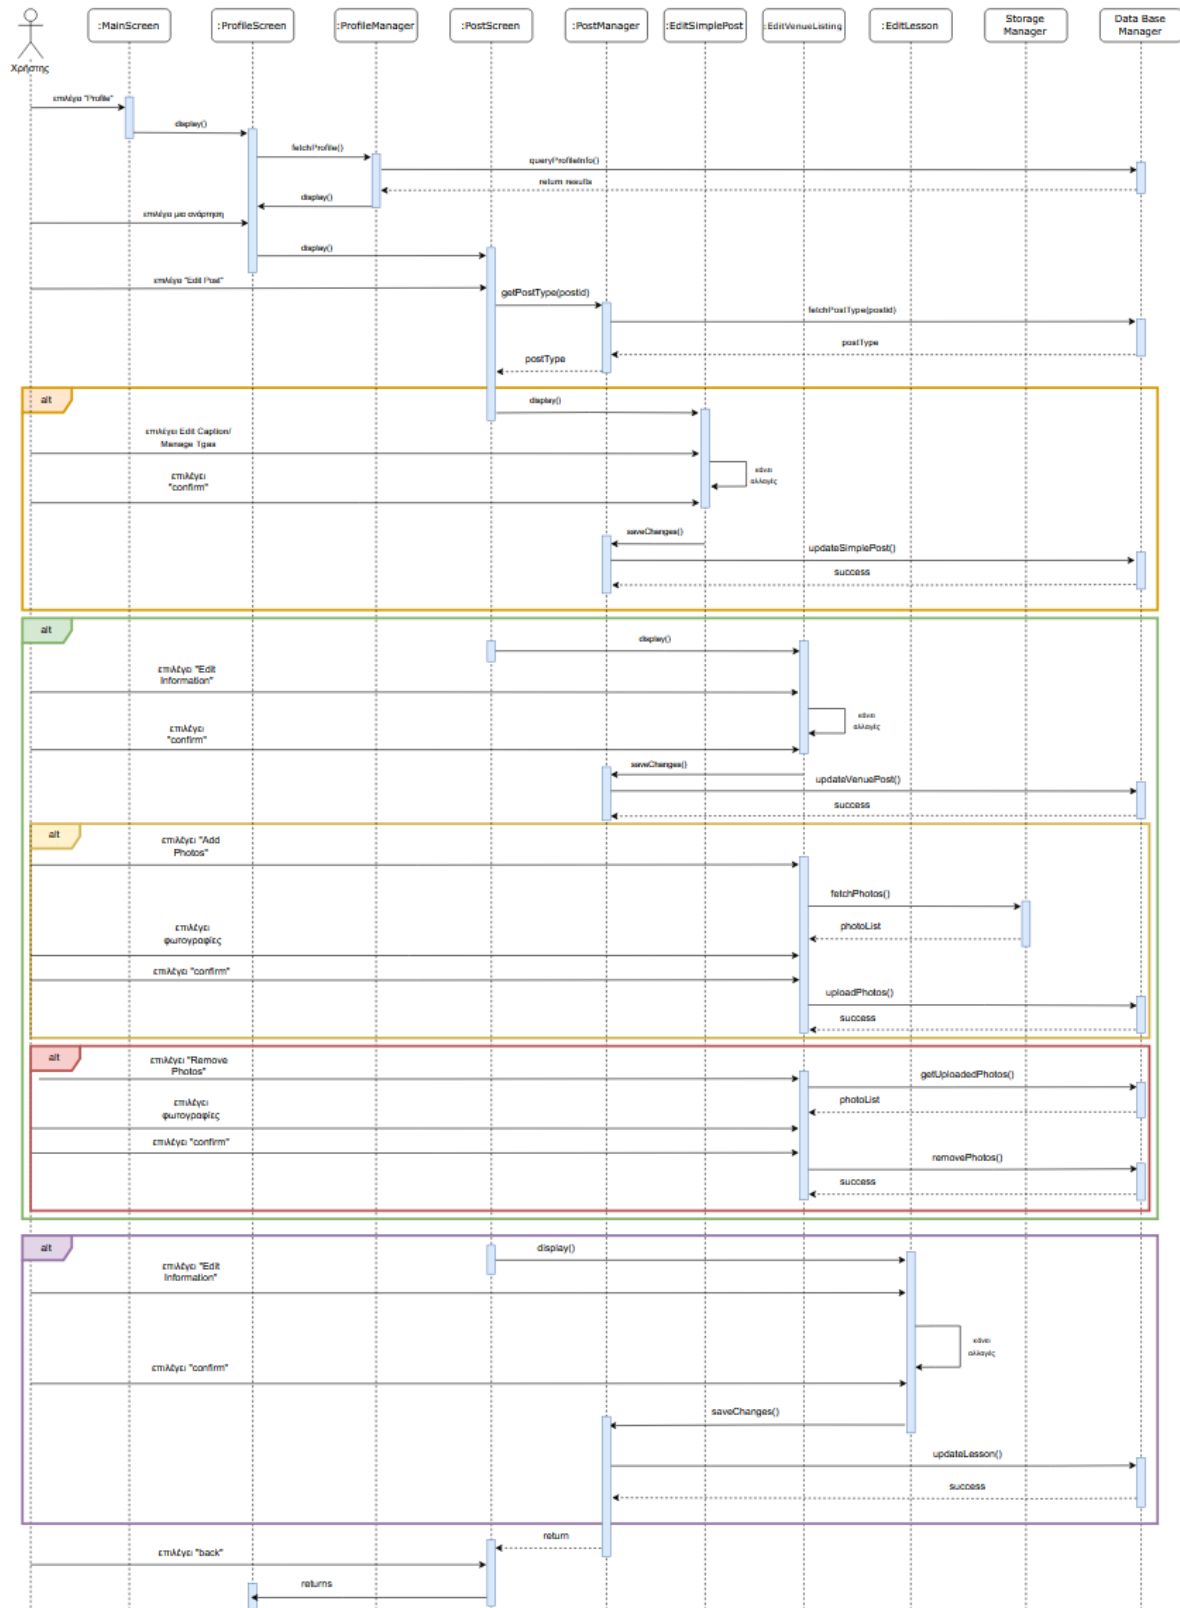 :MainScreen
:ProfileScreen
:ProfileManager
:PostScreen
:PostManager
:EditSimplePost
:EditVenueListing
:EditLesson
Storage
Manager
Data Base
Manager
Χρήστης
επιλέγει "Profile"
display()
fetchProfile()
queryProfileInfo()
return results
display()
επιλέγει μια ανάρτηση
display()
επιλέγει "Edit Post"
getPostType(postid)
fetchPostType(postid)
postType
postType
alt
display()
επιλέγει Edit Caption/
Manage Tgas
κάνει
αλλαγές
επιλέγει
"confirm"
saveChanges()
updateSimplePost()
success
alt
display()
επιλέγει "Edit
Information"
κάνει
αλλαγές
επιλέγει
"confirm"
saveChanges()
updateVenuePost()
success
alt
επιλέγει "Add
Photos"
fetchPhotos()
photoList
επιλέγει
φωτογραφίες
επιλέγει "confirm"
uploadPhotos()
success
alt
επιλέγει "Remove
Photos"
getUploadedPhotos()
photoList
επιλέγει
φωτογραφίες
επιλέγει "confirm"
removePhotos()
success
alt
display()
επιλέγει "Edit
Information"
κάνει
αλλαγές
επιλέγει "confirm"
saveChanges()
updateLesson()
success
return
επιλέγει "back"
returns